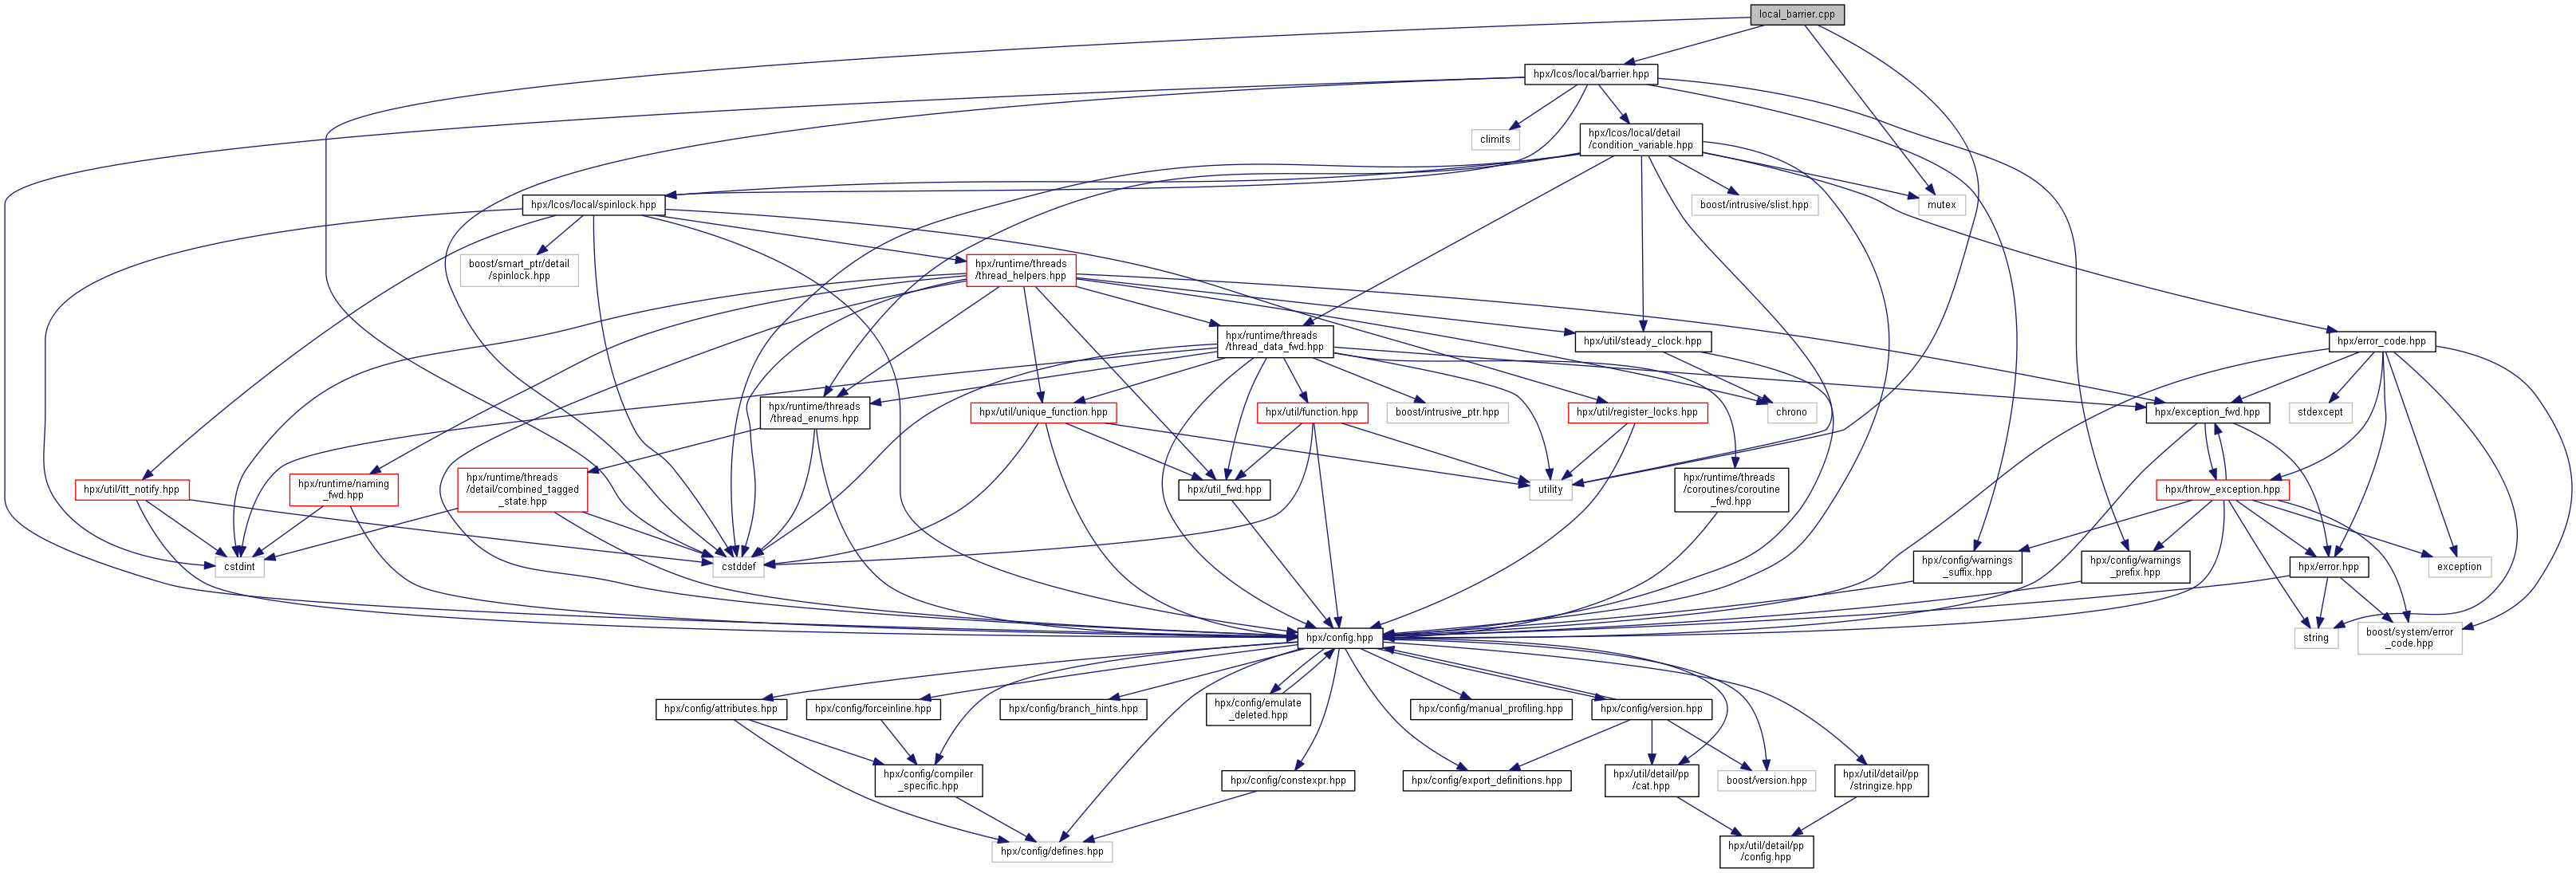 local_barrier.cpp
hpx/lcos/local/barrier.hpp
climits
hpx/lcos/local/detail
/condition_variable.hpp
hpx/lcos/local/spinlock.hpp
boost/intrusive/slist.hpp
mutex
boost/smart_ptr/detail
/spinlock.hpp
hpx/runtime/threads
/thread_helpers.hpp
hpx/runtime/threads
/thread_data_fwd.hpp
hpx/util/steady_clock.hpp
hpx/error_code.hpp
hpx/runtime/threads
/thread_enums.hpp
hpx/util/unique_function.hpp
hpx/util/function.hpp
boost/intrusive_ptr.hpp
hpx/util/register_locks.hpp
chrono
hpx/exception_fwd.hpp
stdexcept
hpx/util/itt_notify.hpp
hpx/runtime/naming
_fwd.hpp
hpx/runtime/threads
/detail/combined_tagged
_state.hpp
hpx/util_fwd.hpp
utility
hpx/runtime/threads
/coroutines/coroutine
_fwd.hpp
hpx/throw_exception.hpp
cstdint
cstddef
hpx/config/warnings
_suffix.hpp
hpx/config/warnings
_prefix.hpp
hpx/error.hpp
exception
hpx/config.hpp
string
boost/system/error
_code.hpp
hpx/config/attributes.hpp
hpx/config/forceinline.hpp
hpx/config/branch_hints.hpp
hpx/config/emulate
_deleted.hpp
hpx/config/manual_profiling.hpp
hpx/config/version.hpp
hpx/config/compiler
_specific.hpp
hpx/config/constexpr.hpp
hpx/config/export_definitions.hpp
hpx/util/detail/pp
/cat.hpp
boost/version.hpp
hpx/util/detail/pp
/stringize.hpp
hpx/config/defines.hpp
hpx/util/detail/pp
/config.hpp